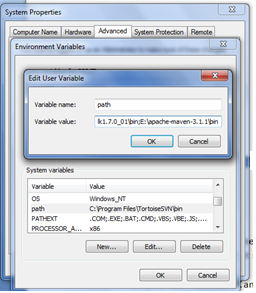 System Properties
Computer Name Hardware Advanced System Protection Remote
Environment Variables
Edit User Variable
Variable name: path
Variable value: lk1.7.0_01\bin;E:\apache-maven-3.1.1\bin
OK Cancel
System variables
Variable Value
OS Windows_NT
path C:\Program Files\TortoiseSVN\bin
PATHEXT .COM;.EXE;.BAT;.CMD;.VBS;.VBE;.JS;....
PROCESSOR_A... x86
New... Edit... Delete
OK Cancel